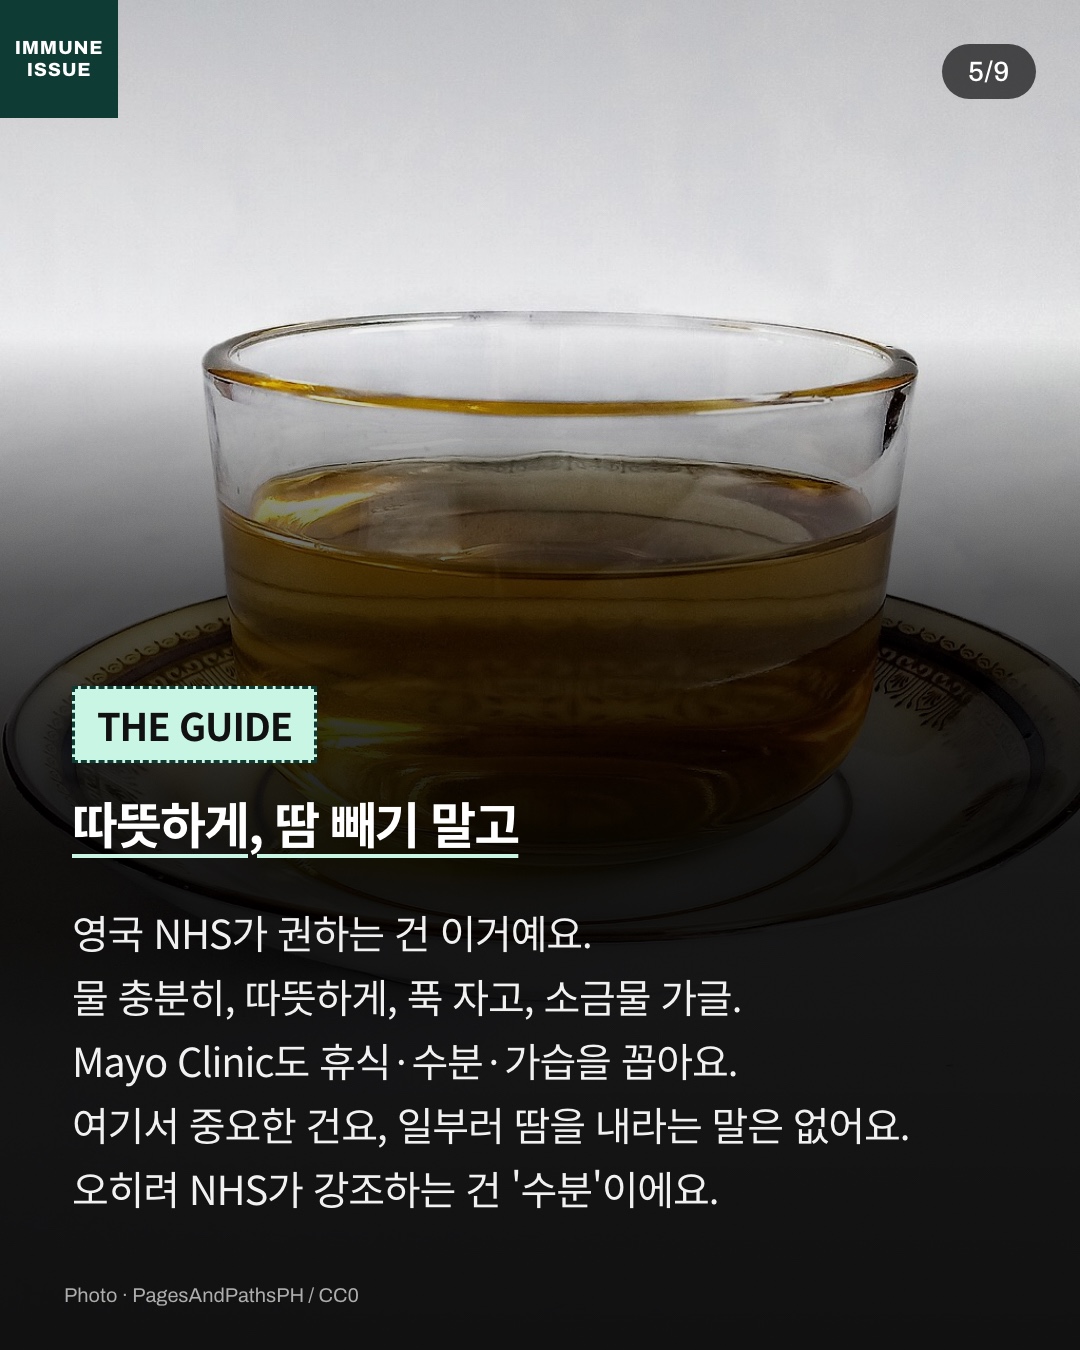 IMMUNE
ISSUE
5/9
THE GUIDE
따뜻하게, 땀 빼기 말고
영국 NHS가 권하는 건 이거예요.
물 충분히, 따뜻하게, 푹 자고, 소금물 가글.
Mayo Clinic도 휴식·수분·가습을 꼽아요.
여기서 중요한 건요, 일부러 땀을 내라는 말은 없어요.
오히려 NHS가 강조하는 건 '수분'이에요.
Photo · PagesAndPathsPH / CC0